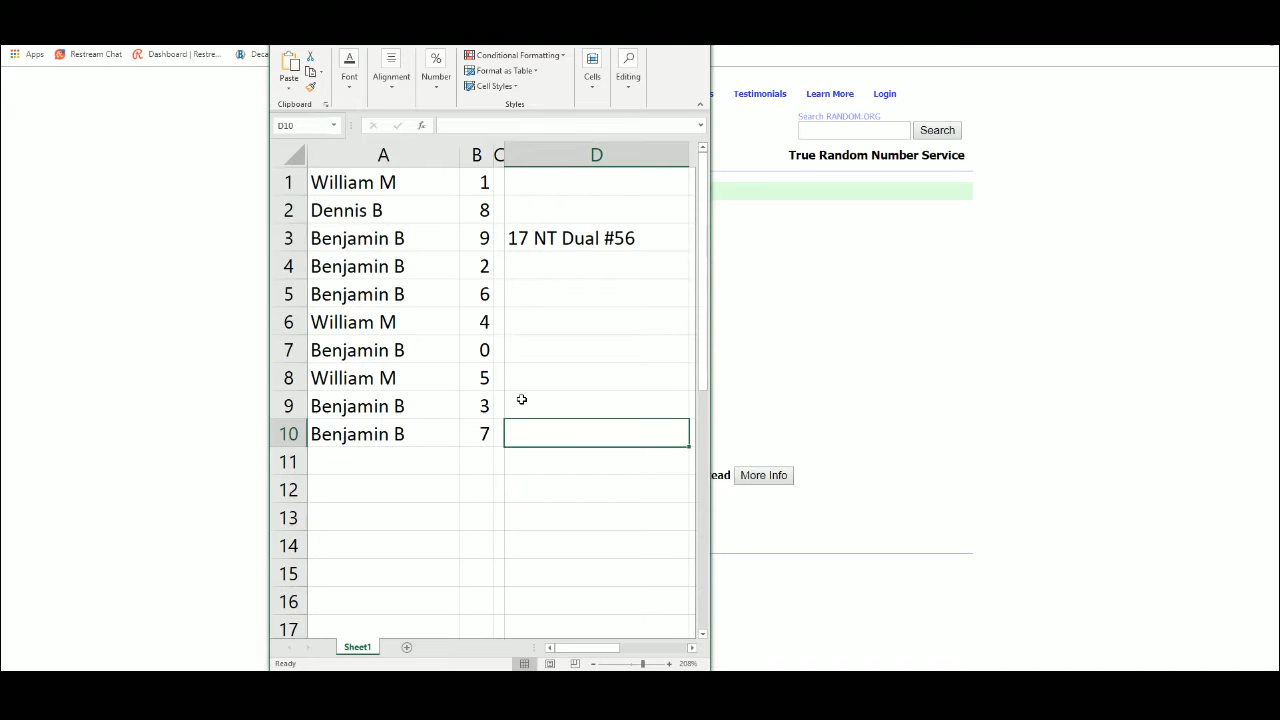 Apps Restream Chat Dashboard | Restre... Deca
Paste
Clipboard
Font
Alignment
Number
Conditional Formatting
Format as Table
Cell Styles
Styles
Cells
Editing
Testimonials Learn More Login
Search RANDOM.ORG
Search
True Random Number Service
D10 fx
A B C D
1 William M 1
2 Dennis B 8
3 Benjamin B 9 17 NT Dual #56
4 Benjamin B 2
5 Benjamin B 6
6 William M 4
7 Benjamin B 0
8 William M 5
9 Benjamin B 3
10 Benjamin B 7
11
12
13
14
15
16
17
ead More Info
Sheet1
Ready 208%